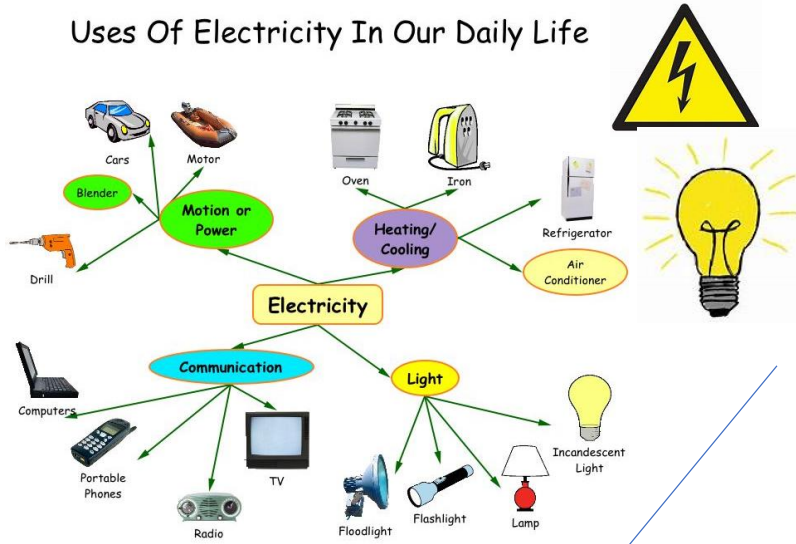 Uses Of Electricity In Our Daily Life
Cars
Motor
Blender
Motion or
Power
Drill
Oven
Iron
Heating/
Cooling
Refrigerator
Air
Conditioner
Electricity
Communication
Computers
Portable
Phones
Radio
TV
Light
Floodlight
Flashlight
Lamp
Incandescent
Light